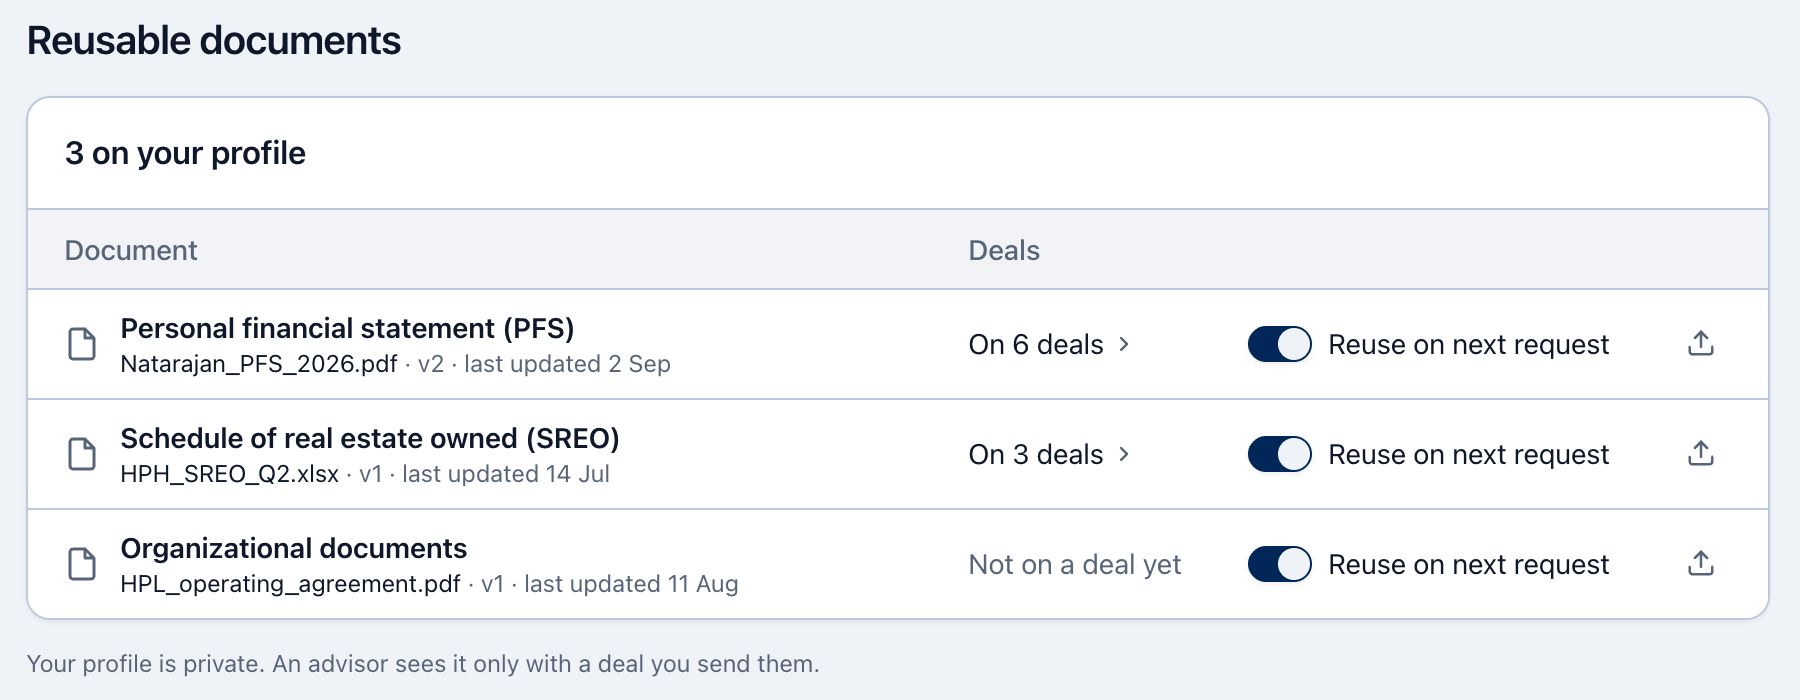 Reusable documents
3 on your profile
Document Deals
Personal financial statement (PFS)
Natarajan_PFS_2026.pdf · v2 · last updated 2 Sep
On 6 deals Reuse on next request
Schedule of real estate owned (SREO)
HPH_SREO_Q2.xlsx · v1 · last updated 14 Jul
On 3 deals Reuse on next request
Organizational documents
HPL_operating_agreement.pdf · v1 · last updated 11 Aug
Not on a deal yet Reuse on next request
Your profile is private. An advisor sees it only with a deal you send them.